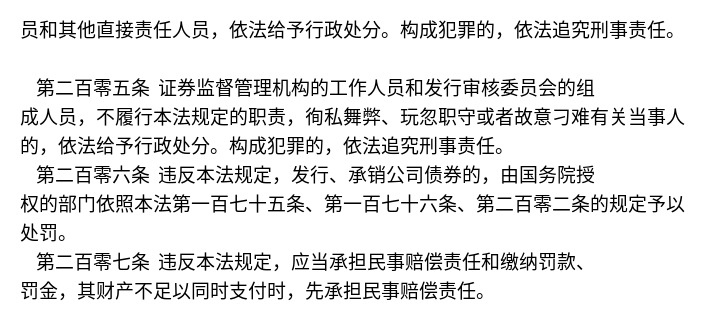 员和其他直接责任人员，依法给予行政处分。构成犯罪的，依法追究刑事责任。
第二百零五条 证券监督管理机构的工作人员和发行审核委员会的组
成人员，不履行本法规定的职责，徇私舞弊、玩忽职守或者故意刁难有关当事人
的，依法给予行政处分。构成犯罪的，依法追究刑事责任。
第二百零六条 违反本法规定，发行、承销公司债券的，由国务院授
权的部门依照本法第一百七十五条、第一百七十六条、第二百零二条的规定予以
处罚。
第二百零七条 违反本法规定，应当承担民事赔偿责任和缴纳罚款、
罚金，其财产不足以同时支付时，先承担民事赔偿责任。